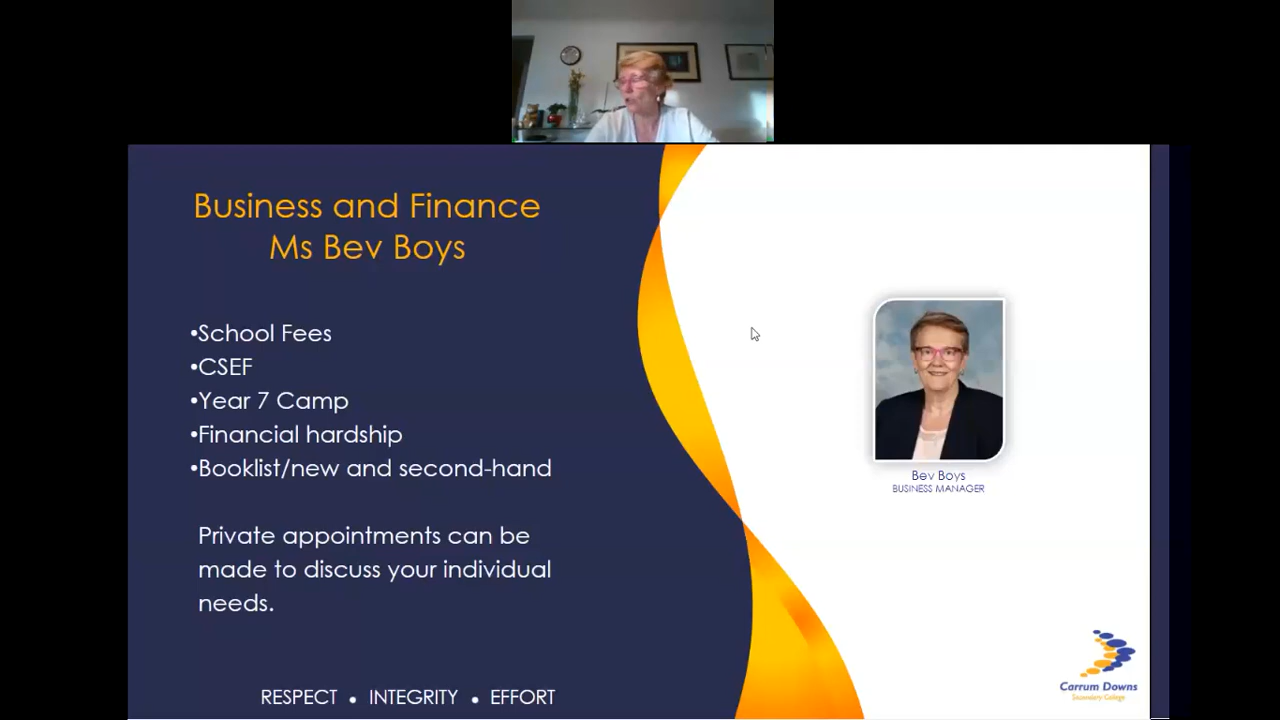 Business and Finance
Ms Bev Boys
•School Fees
•CSEF
•Year 7 Camp
•Financial hardship
•Booklist/new and second-hand
Private appointments can be
made to discuss your individual
needs.
RESPECT • INTEGRITY • EFFORT
Bev Boys
BUSINESS MANAGER
Carrum Downs
Secondary College